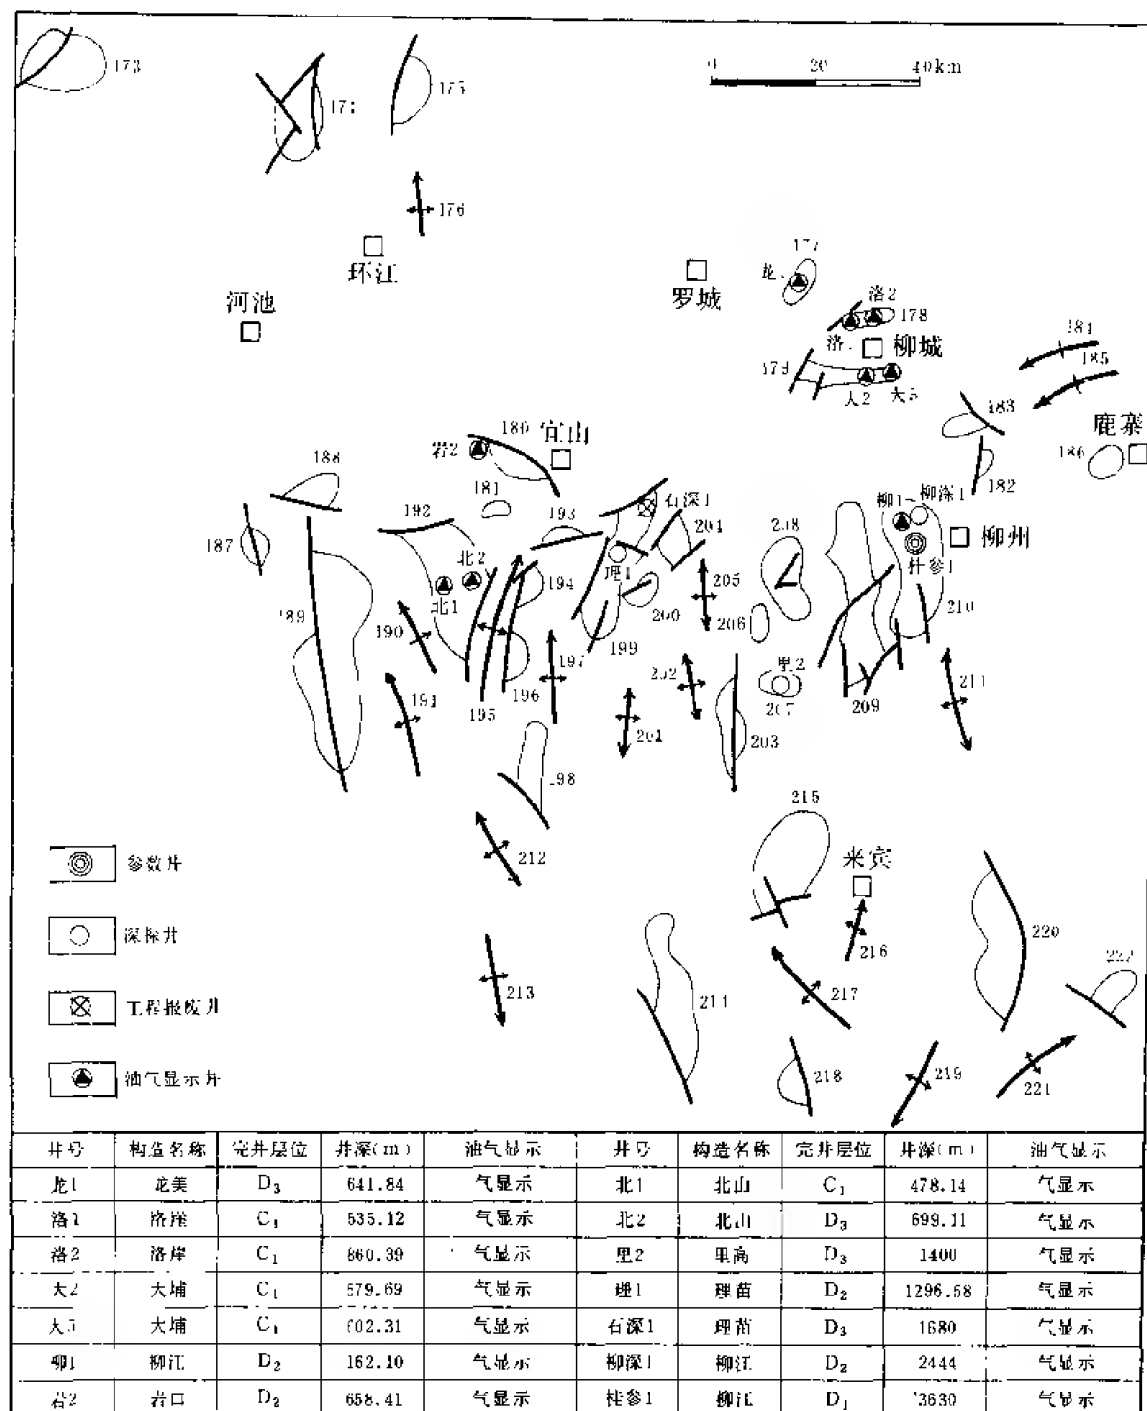 0 20 40km
173
174
175
176
环江
河池
罗城
177
龙
洛2
178
洛
柳城
179
大2
大5
184
185
183
鹿寨
186
182
180
宜山
岩2
181
188
187
192
193
石深1
204
208
柳1
柳深1
柳州
桂参1
北2
北1
194
理1
200
205
206
210
189
190
199
197
202
里2
207
211
191
195
196
201
203
209
198
215
来宾
212
216
220
222
213
214
217
218
219
221
参数井
深探井
工程报废井
油气显示井
井号 构造名称 完井层位 井深(m) 油气显示 井号 构造名称 完井层位 井深(m) 油气显示
龙1 龙美 D₃ 641.84 气显示 北1 北山 C₁ 478.14 气显示
洛1 洛岸 C₁ 535.12 气显示 北2 北山 D₃ 699.11 气显示
洛2 洛岸 C₁ 860.39 气显示 里2 里高 D₃ 1400 气显示
大2 大埔 C₁ 579.69 气显示 理1 理苗 D₂ 1296.58 气显示
大5 大埔 C₁ 602.31 气显示 石深1 理苗 D₃ 1680 气显示
柳1 柳江 D₂ 162.10 气显示 柳深1 柳江 D₂ 2444 气显示
岩2 岩口 D₂ 658.41 气显示 桂参1 柳江 D₁ 3630 气显示